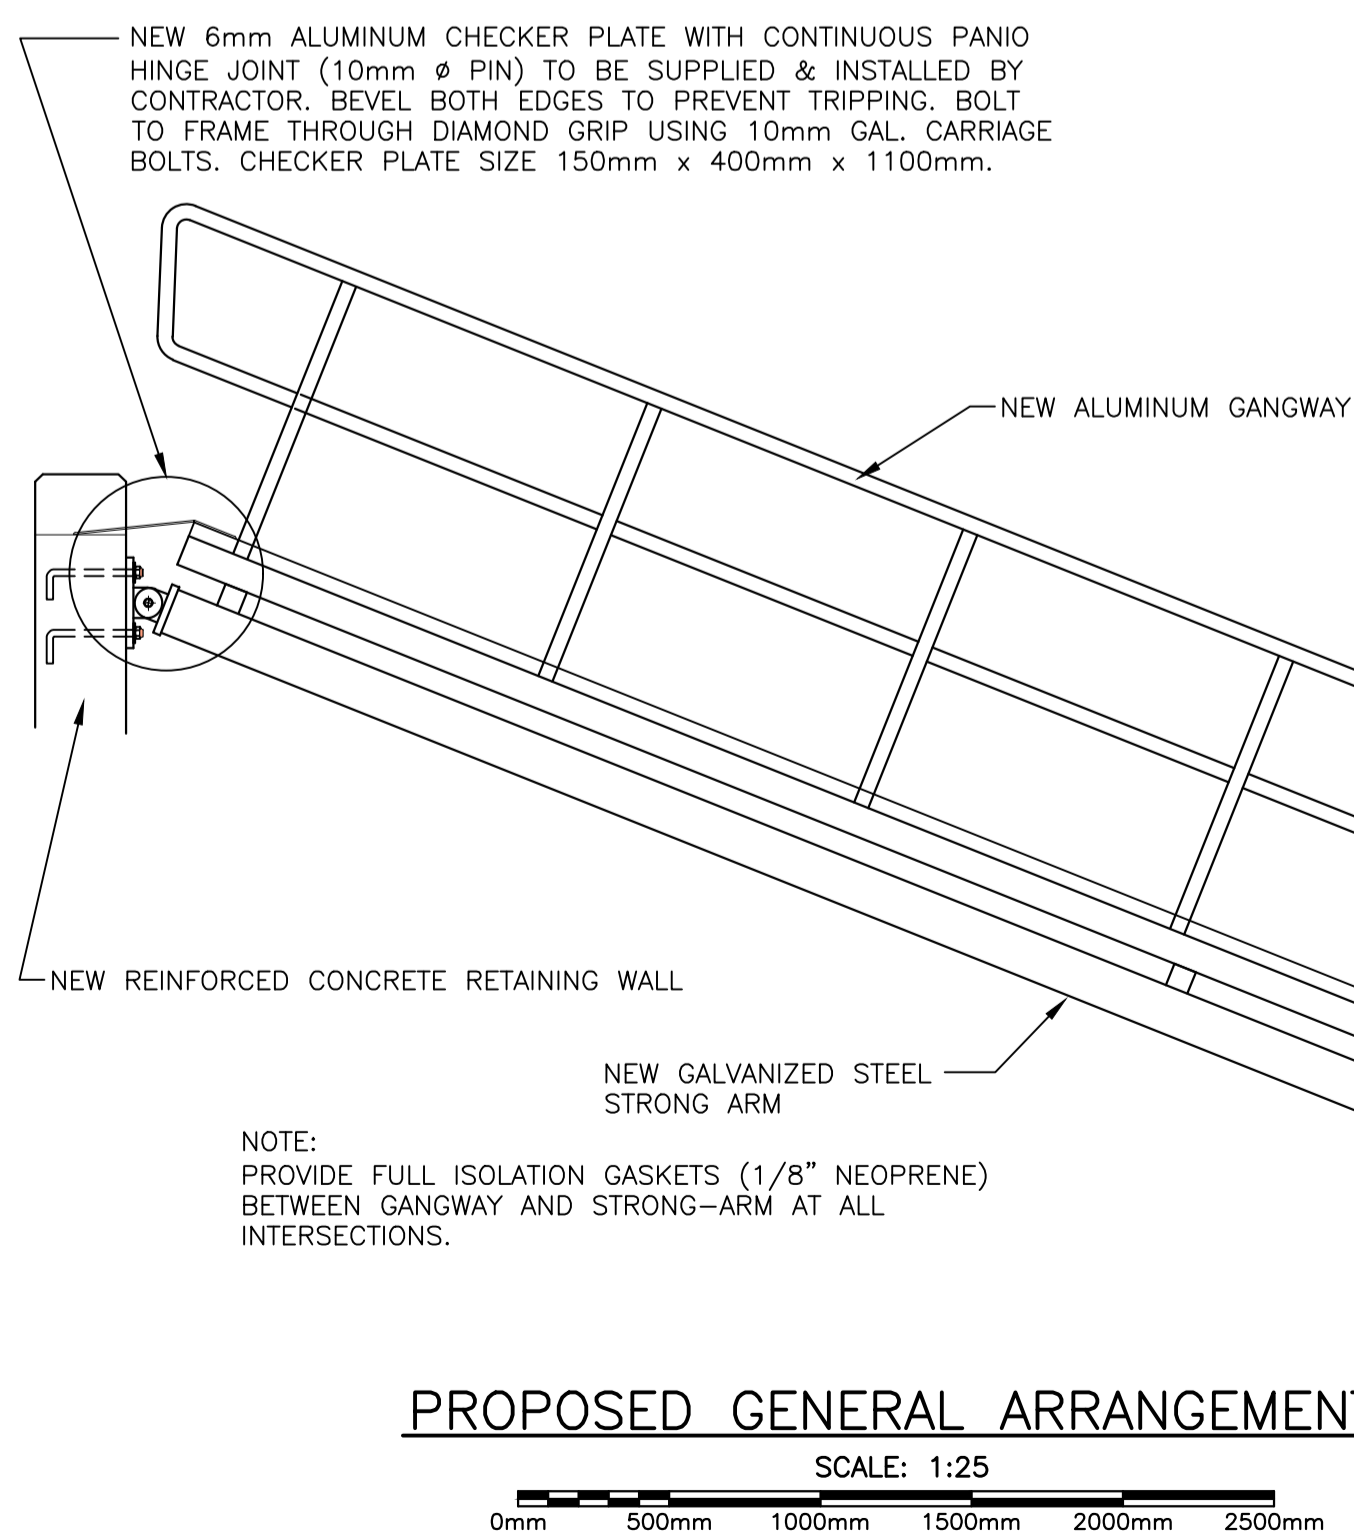 NEW 6mm ALUMINUM CHECKER PLATE WITH CONTINUOUS PANIO
HINGE JOINT (10mm ø PIN) TO BE SUPPLIED & INSTALLED BY
CONTRACTOR. BEVEL BOTH EDGES TO PREVENT TRIPPING. BOLT
TO FRAME THROUGH DIAMOND GRIP USING 10mm GAL. CARRIAGE
BOLTS. CHECKER PLATE SIZE 150mm x 400mm x 1100mm.
NEW ALUMINUM GANGWAY
NEW REINFORCED CONCRETE RETAINING WALL
NEW GALVANIZED STEEL
STRONG ARM
NOTE:
PROVIDE FULL ISOLATION GASKETS (1/8” NEOPRENE)
BETWEEN GANGWAY AND STRONG–ARM AT ALL
INTERSECTIONS.
PROPOSED GENERAL ARRANGEMENT
SCALE: 1:25
0mm 500mm 1000mm 1500mm 2000mm 2500mm